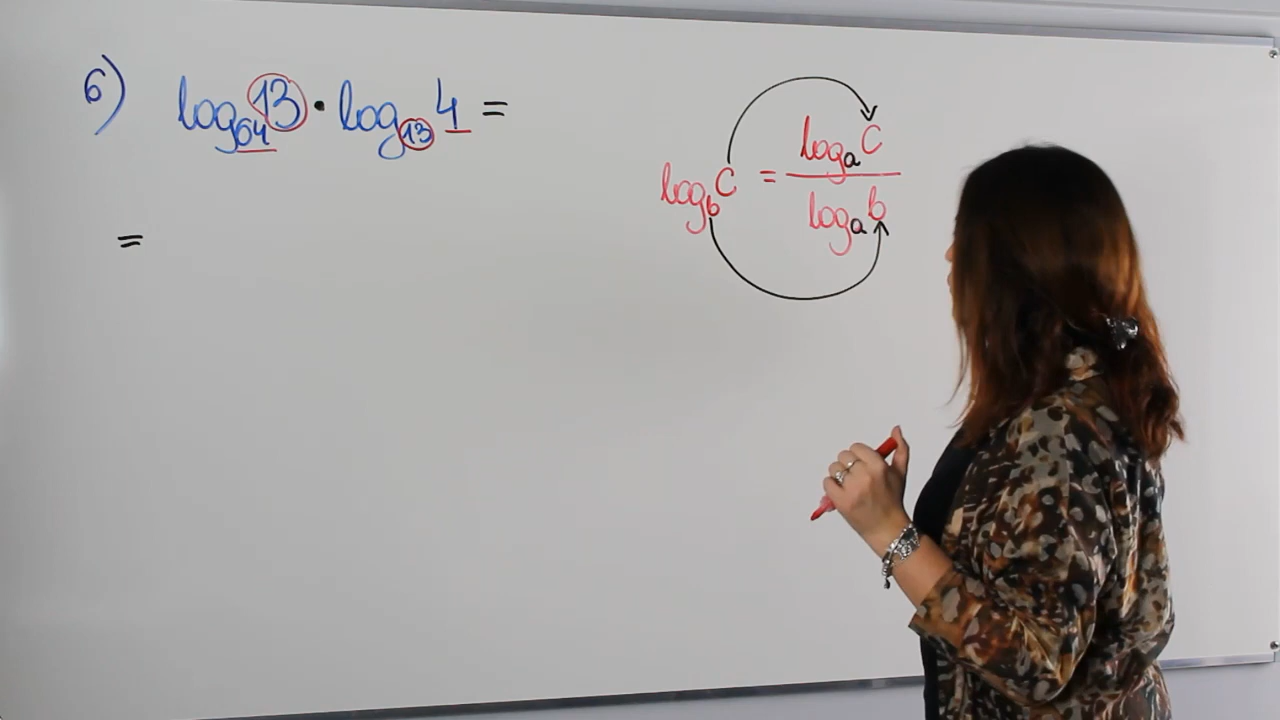 6) log₆₄13 · log₁₃4 =
=
log_b C = log_a C / log_a b